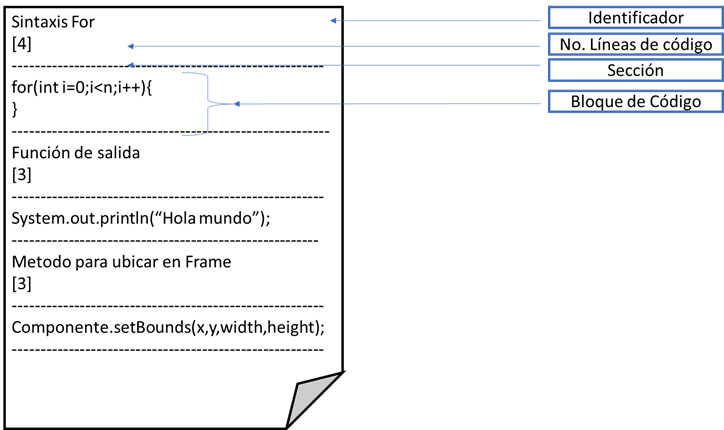 Sintaxis For
[4]
--------------------------------------------------
for(int i=0;i<n;i++){
}
---------------------------------------------------
Función de salida
[3]
--------------------------------------------------
System.out.println(“Hola mundo”);
-------------------------------------------------
Metodo para ubicar en Frame
[3]
--------------------------------------------------
Componente.setBounds(x,y,width,height);
--------------------------------------------------
Identificador
No. Líneas de código
Sección
Bloque de Código